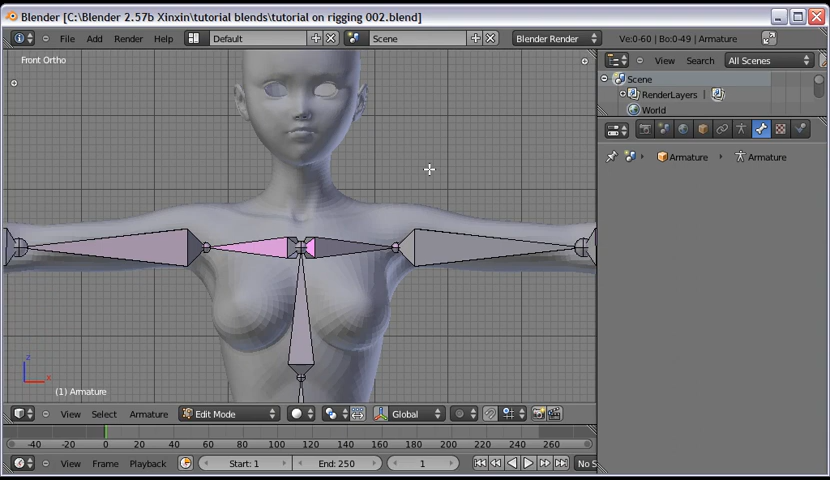 Blender [C:\Blender 2.57b Xinxin\tutorial blends\tutorial on rigging 002.blend]
File Add Render Help Default Scene Blender Render Ve:0-60 | Bo:0-49 | Armature
Front Ortho
View Search All Scenes
Scene
RenderLayers |
World
Armature Armature
z
x
(1) Armature
View Select Armature Edit Mode Global
-40 -20 0 20 40 60 80 100 120 140 160 180 200 220 240 260
View Frame Playback Start: 1 End: 250 1 No S